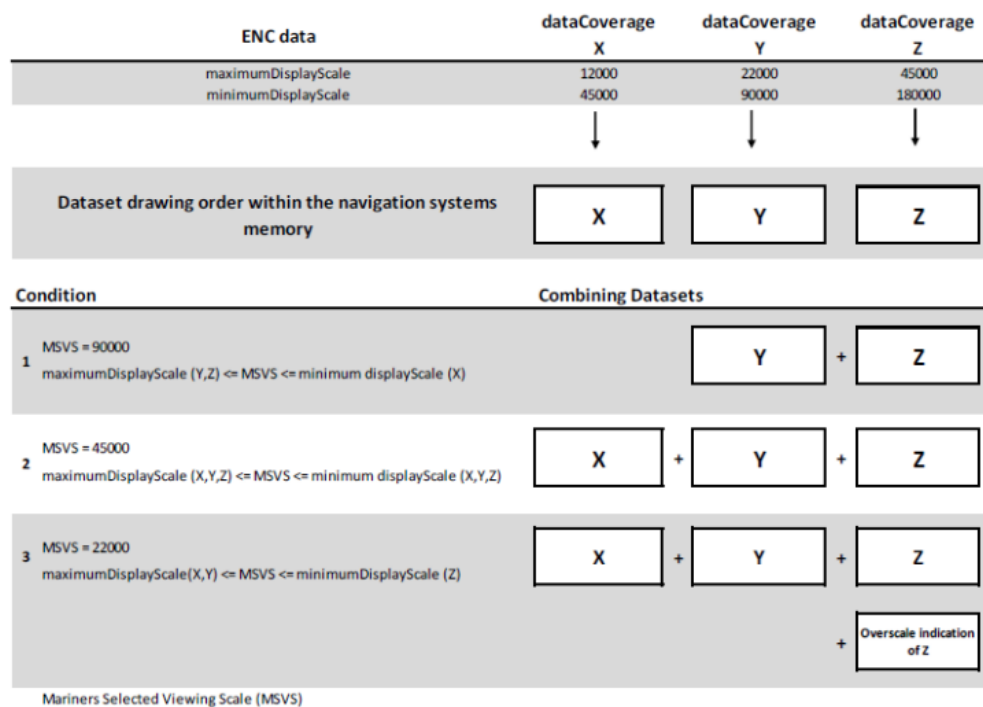 ENC data dataCoverage X dataCoverage Y dataCoverage Z
maximumDisplayScale 12000 22000 45000
minimumDisplayScale 45000 90000 180000
Dataset drawing order within the navigation systems
memory
X Y Z
Condition Combining Datasets
1 MSVS = 90000
maximumDisplayScale (Y,Z) <= MSVS <= minimum displayScale (X)
Y + Z
2 MSVS = 45000
maximumDisplayScale (X,Y,Z) <= MSVS <= minimum displayScale (X,Y,Z)
X + Y + Z
3 MSVS = 22000
maximumDisplayScale(X,Y) <= MSVS <= minimumDisplayScale (Z)
X + Y + Z
+ Overscale indication
of Z
Mariners Selected Viewing Scale (MSVS)